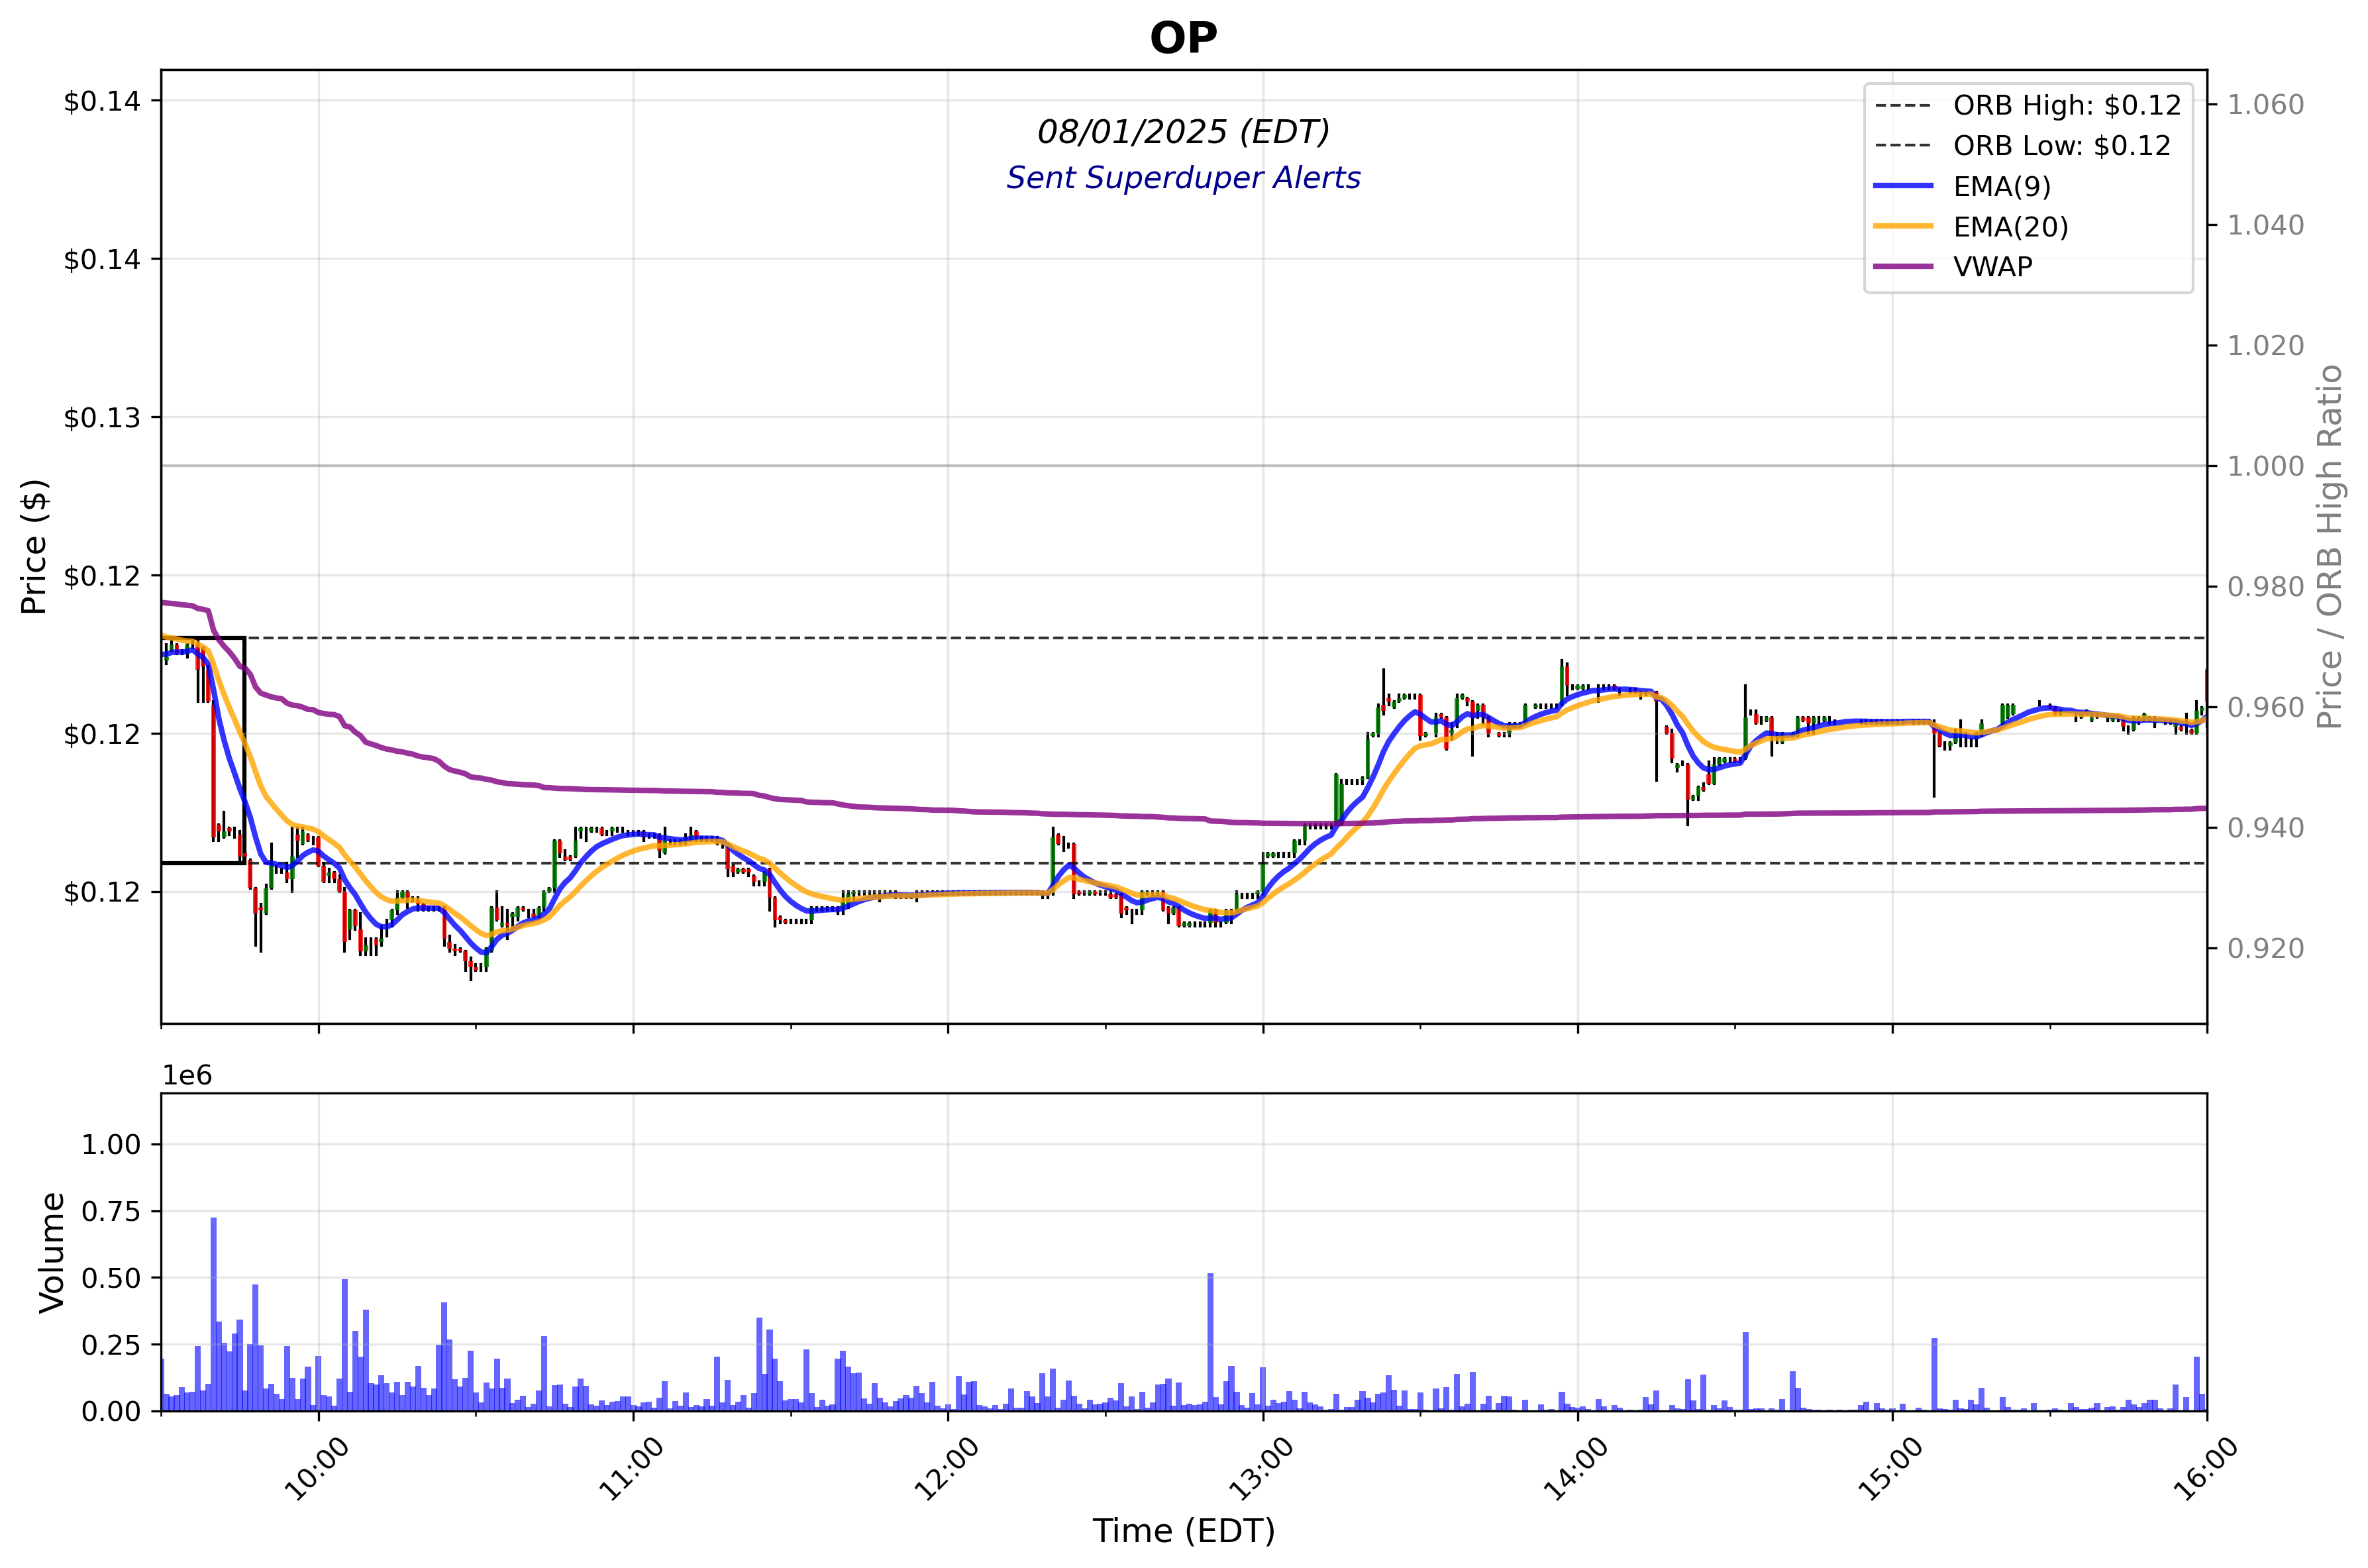 OP
08/01/2025 (EDT)
Sent Superduper Alerts
ORB High: $0.12
ORB Low: $0.12
EMA(9)
EMA(20)
VWAP
Price ($)
$0.14
$0.14
$0.13
$0.12
$0.12
$0.12
1.060
1.040
1.020
1.000
0.980
0.960
0.940
0.920
Price / ORB High Ratio
1e6
Volume
1.00
0.75
0.50
0.25
0.00
10:00
11:00
12:00
13:00
14:00
15:00
16:00
Time (EDT)